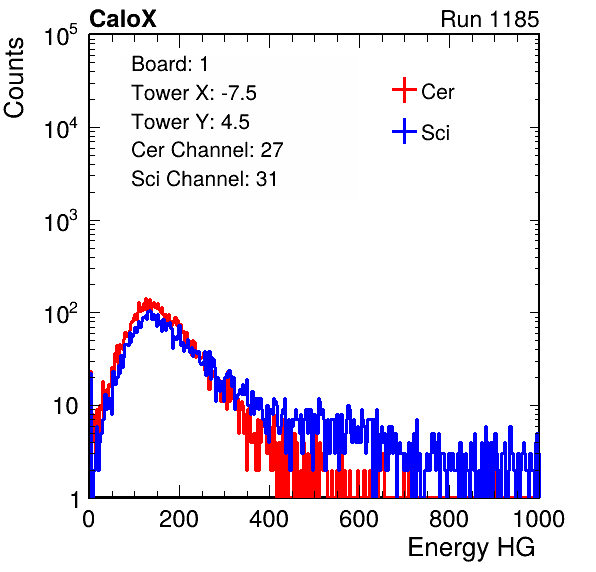 CaloX Run 1185
Counts
10^5
10^4
10^3
10^2
10
1
Board: 1
Tower X: -7.5
Tower Y: 4.5
Cer Channel: 27
Sci Channel: 31
Cer
Sci
0 200 400 600 800 1000
Energy HG